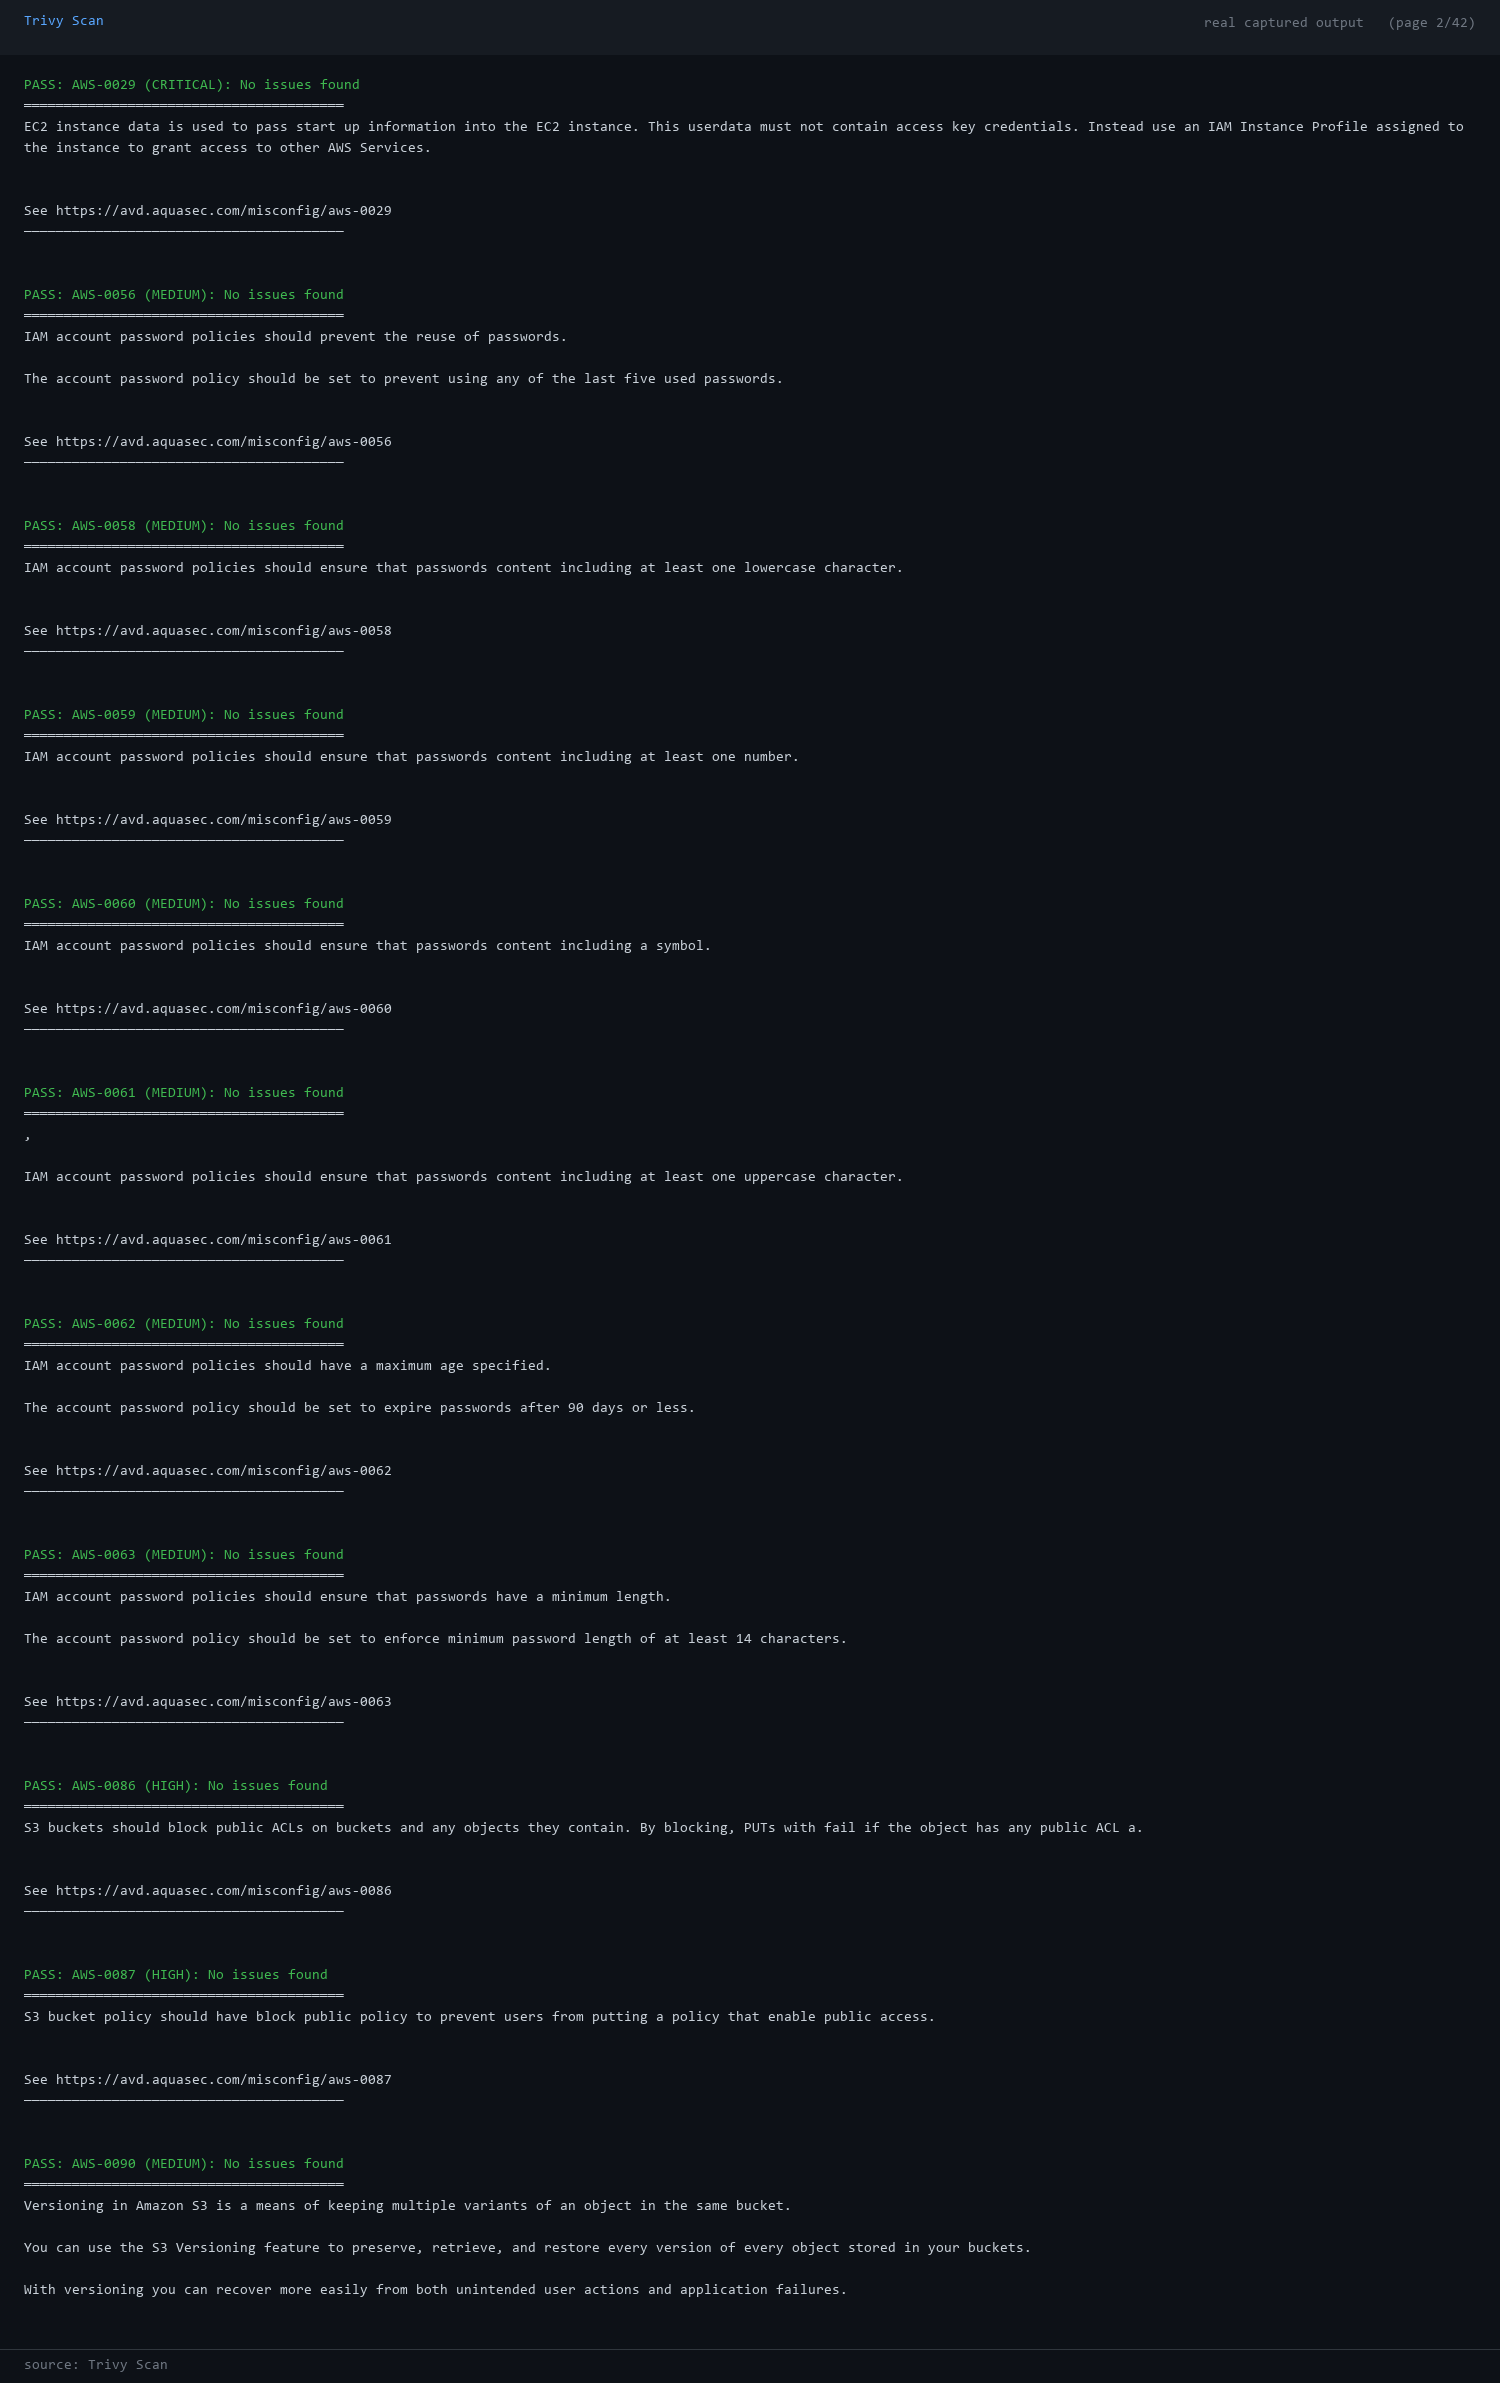 Trivy Scan
real captured output   (page 2/42)
PASS: AWS-0029 (CRITICAL): No issues found
════════════════════════════════════════
EC2 instance data is used to pass start up information into the EC2 instance. This userdata must not contain access key credentials. Instead use an IAM Instance Profile assigned to
the instance to grant access to other AWS Services.
See https://avd.aquasec.com/misconfig/aws-0029
────────────────────────────────────────
PASS: AWS-0056 (MEDIUM): No issues found
════════════════════════════════════════
IAM account password policies should prevent the reuse of passwords.
The account password policy should be set to prevent using any of the last five used passwords.
See https://avd.aquasec.com/misconfig/aws-0056
────────────────────────────────────────
PASS: AWS-0058 (MEDIUM): No issues found
════════════════════════════════════════
IAM account password policies should ensure that passwords content including at least one lowercase character.
See https://avd.aquasec.com/misconfig/aws-0058
────────────────────────────────────────
PASS: AWS-0059 (MEDIUM): No issues found
════════════════════════════════════════
IAM account password policies should ensure that passwords content including at least one number.
See https://avd.aquasec.com/misconfig/aws-0059
────────────────────────────────────────
PASS: AWS-0060 (MEDIUM): No issues found
════════════════════════════════════════
IAM account password policies should ensure that passwords content including a symbol.
See https://avd.aquasec.com/misconfig/aws-0060
────────────────────────────────────────
PASS: AWS-0061 (MEDIUM): No issues found
════════════════════════════════════════
,
IAM account password policies should ensure that passwords content including at least one uppercase character.
See https://avd.aquasec.com/misconfig/aws-0061
────────────────────────────────────────
PASS: AWS-0062 (MEDIUM): No issues found
════════════════════════════════════════
IAM account password policies should have a maximum age specified.
The account password policy should be set to expire passwords after 90 days or less.
See https://avd.aquasec.com/misconfig/aws-0062
────────────────────────────────────────
PASS: AWS-0063 (MEDIUM): No issues found
════════════════════════════════════════
IAM account password policies should ensure that passwords have a minimum length.
The account password policy should be set to enforce minimum password length of at least 14 characters.
See https://avd.aquasec.com/misconfig/aws-0063
────────────────────────────────────────
PASS: AWS-0086 (HIGH): No issues found
════════════════════════════════════════
S3 buckets should block public ACLs on buckets and any objects they contain. By blocking, PUTs with fail if the object has any public ACL a.
See https://avd.aquasec.com/misconfig/aws-0086
────────────────────────────────────────
PASS: AWS-0087 (HIGH): No issues found
════════════════════════════════════════
S3 bucket policy should have block public policy to prevent users from putting a policy that enable public access.
See https://avd.aquasec.com/misconfig/aws-0087
────────────────────────────────────────
PASS: AWS-0090 (MEDIUM): No issues found
════════════════════════════════════════
Versioning in Amazon S3 is a means of keeping multiple variants of an object in the same bucket.
You can use the S3 Versioning feature to preserve, retrieve, and restore every version of every object stored in your buckets.
With versioning you can recover more easily from both unintended user actions and application failures.
source: Trivy Scan